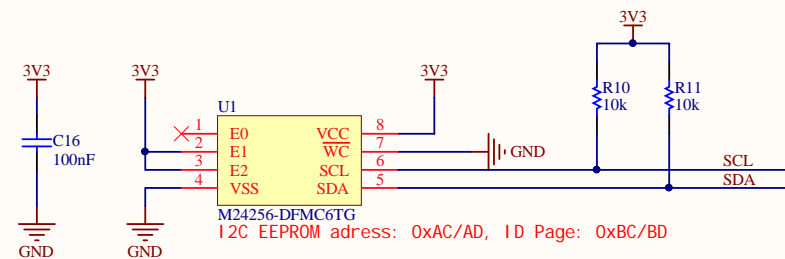 3V3
C16
100nF
GND
3V3
GND
U1
1 E0
2 E1
3 E2
4 VSS
VCC 8
WC 7
SCL 6
SDA 5
M24256-DFMC6TG
I2C EEPROM adress: 0xAC/AD, ID Page: 0xBC/BD
3V3
GND
3V3
R10
10k
R11
10k
SCL
SDA